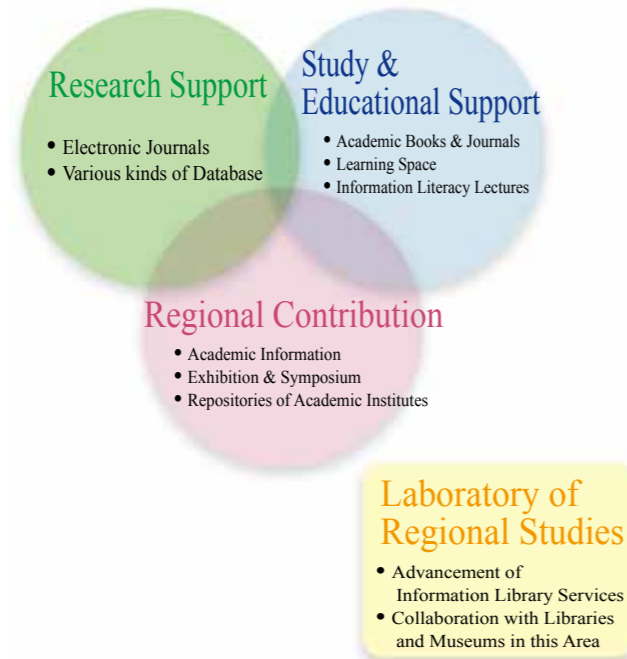 Research Support
• Electronic Journals
• Various kinds of Database
Study &
Educational Support
• Academic Books & Journals
• Learning Space
• Information Literacy Lectures
Regional Contribution
• Academic Information
• Exhibition & Symposium
• Repositories of Academic Institutes
Laboratory of
Regional Studies
• Advancement of
Information Library Services
• Collaboration with Libraries
and Museums in this Area